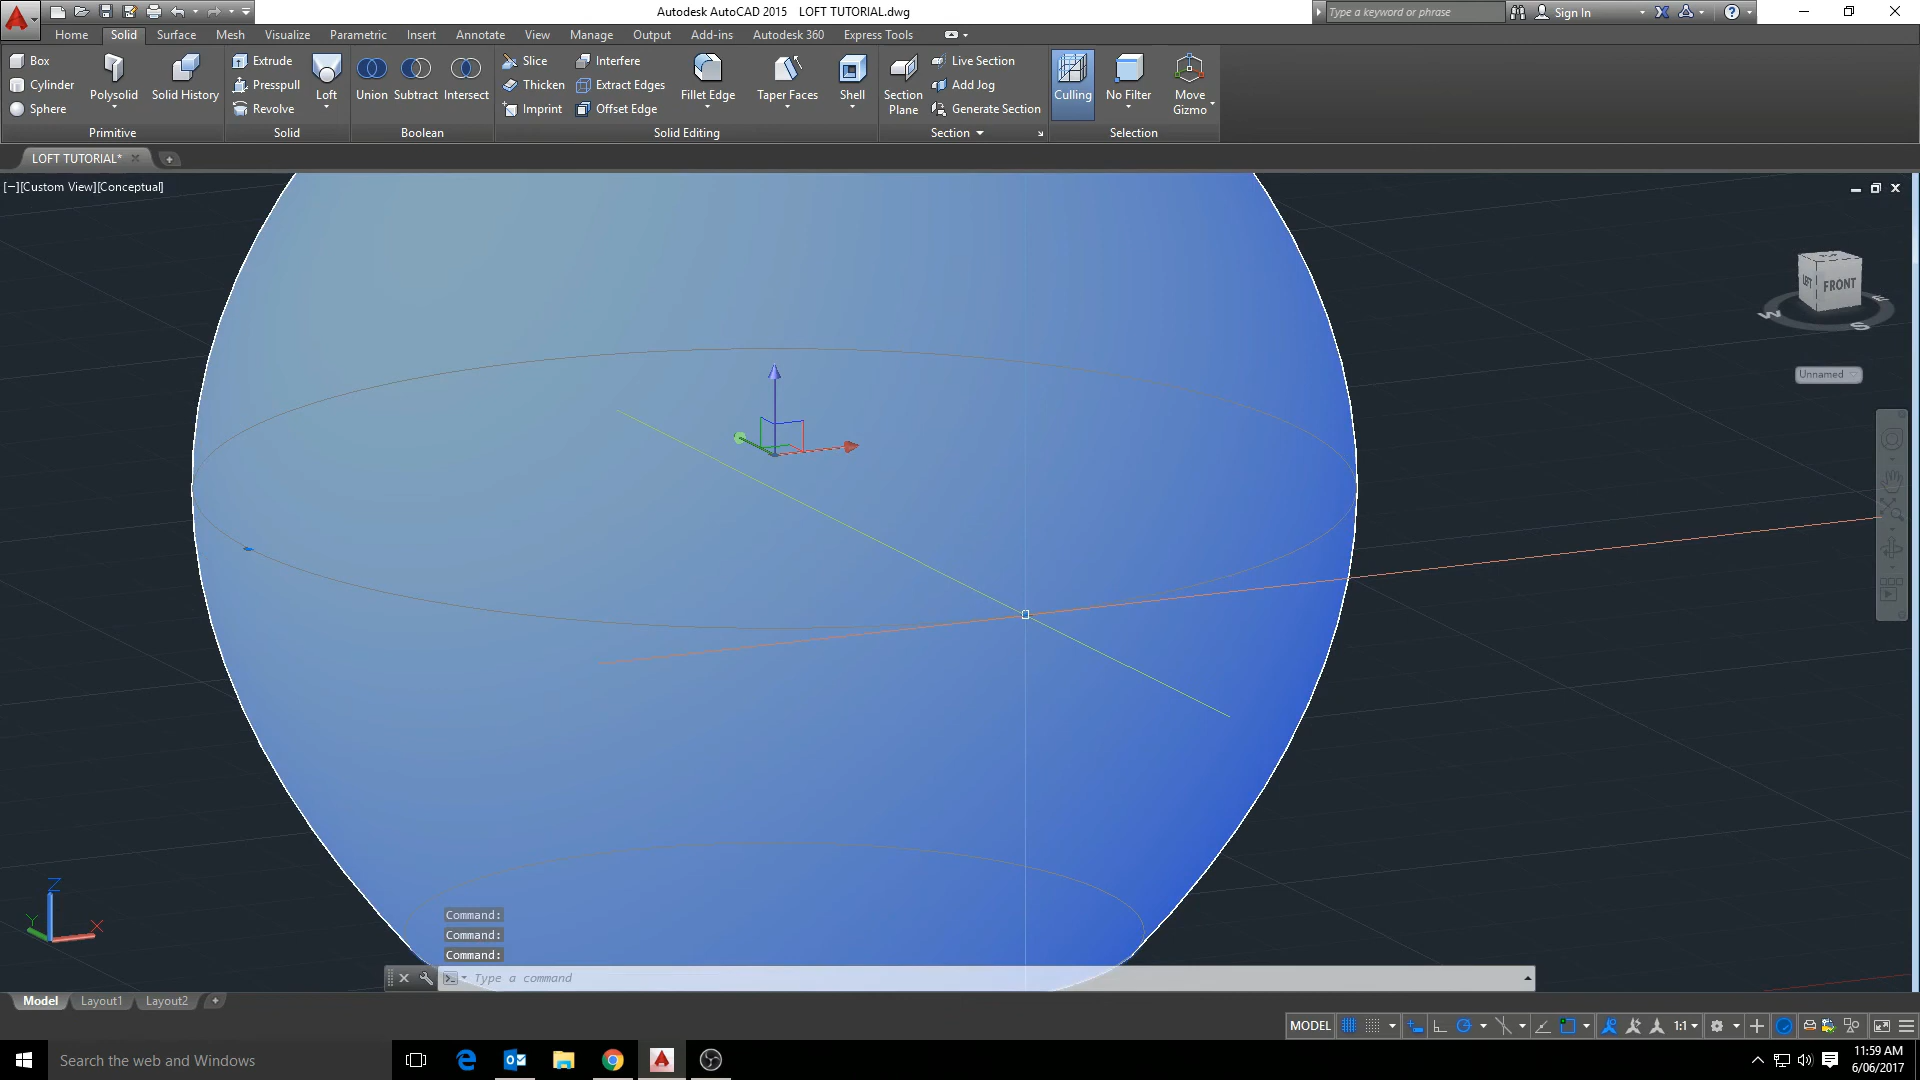 Autodesk AutoCAD 2015 LOFT TUTORIAL.dwg
Type a keyword or phrase
Sign In
Home Solid Surface Mesh Visualize Parametric Insert Annotate View Manage Output Add-ins Autodesk 360 Express Tools
Box
Cylinder
Sphere
Polysolid
Solid History
Primitive
Extrude
Presspull
Revolve
Loft
Solid
Union Subtract Intersect
Boolean
Slice
Thicken
Imprint
Interfere
Extract Edges
Offset Edge
Fillet Edge
Taper Faces
Shell
Solid Editing
Section
Plane
Live Section
Add Jog
Generate Section
Section
Culling
No Filter
Move
Gizmo
Selection
LOFT TUTORIAL*
[−][Custom View][Conceptual]
LEFT
FRONT
W
S
E
Unnamed
Z
Y
X
Command:
Command:
Command:
Type a command
Model Layout1 Layout2
MODEL
1:1
Search the web and Windows
11:59 AM
6/06/2017